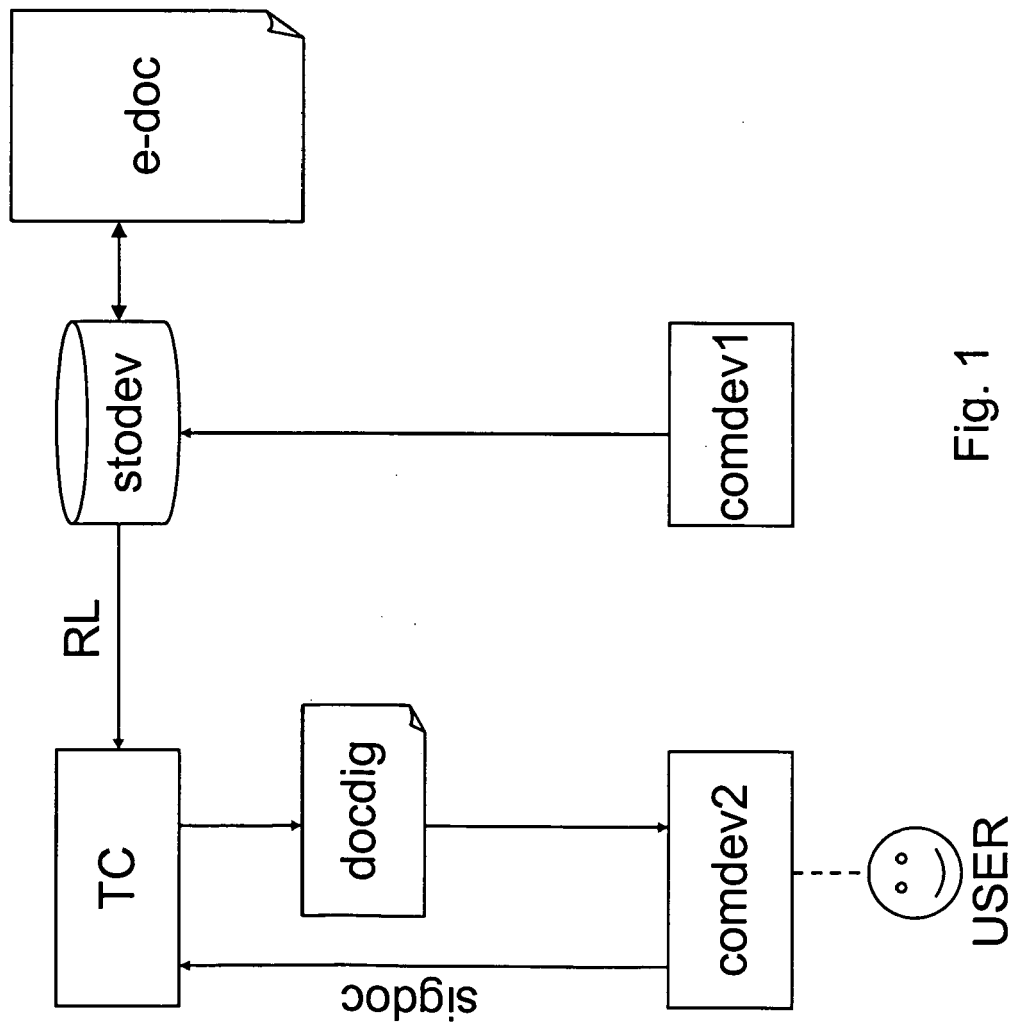 e-doc
stodev
RL
TC
docdig
comdev1
comdev2
sigdoc
USER
Fig. 1